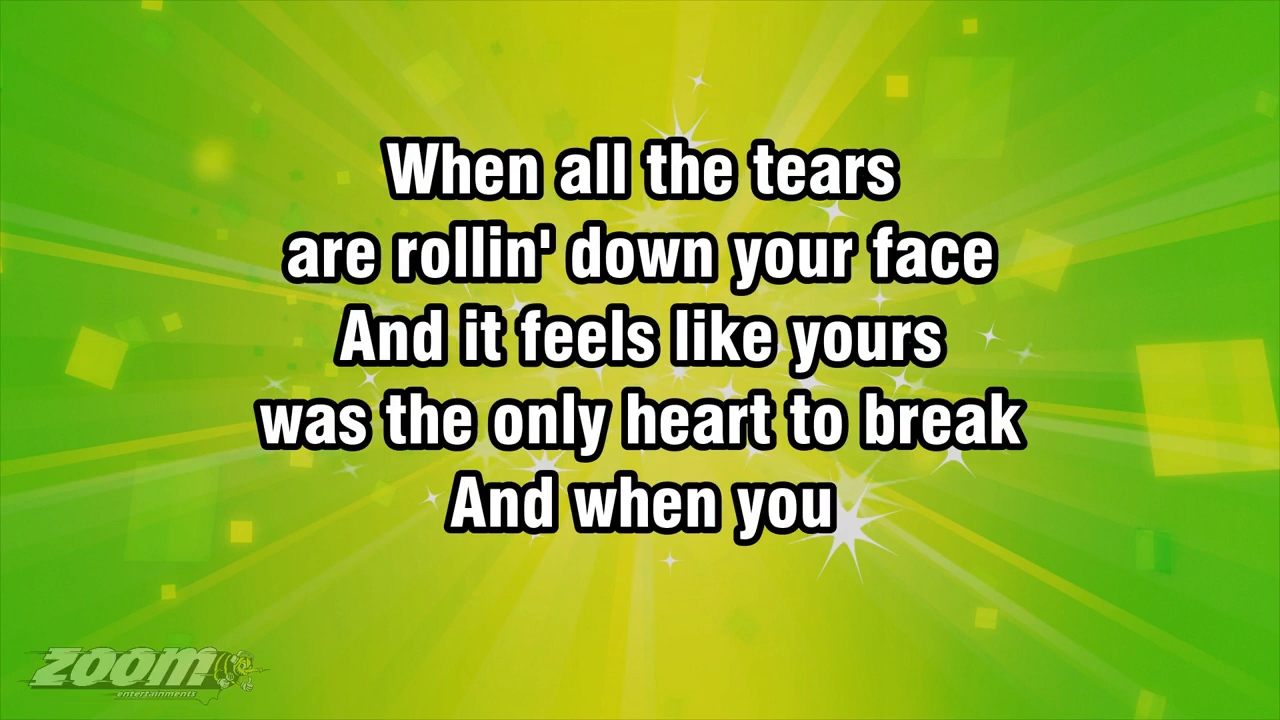 When all the tears
are rollin' down your face
And it feels like yours
was the only heart to break
And when you
zoom
entertainments